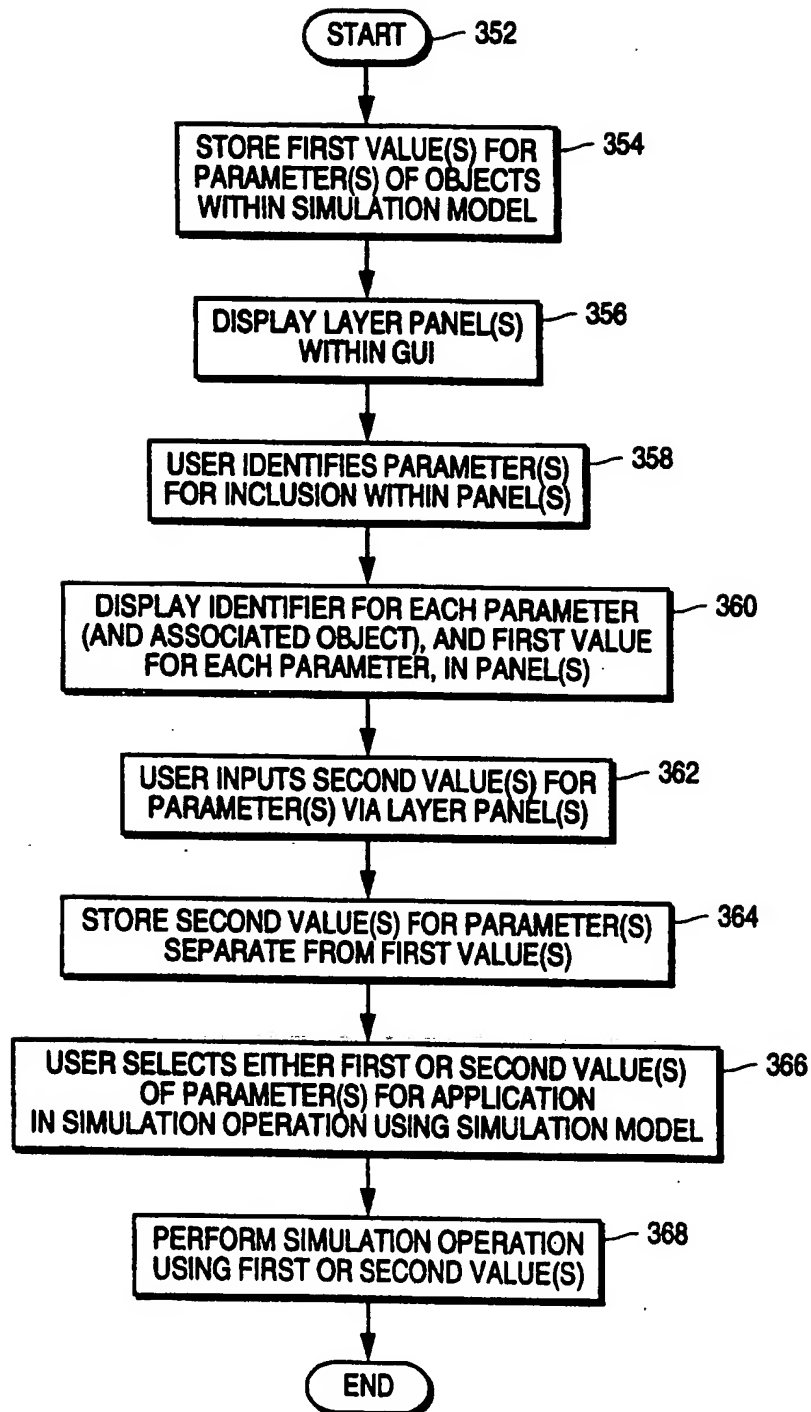 START
352
STORE FIRST VALUE(S) FOR
PARAMETER(S) OF OBJECTS
WITHIN SIMULATION MODEL
354
DISPLAY LAYER PANEL(S)
WITHIN GUI
356
USER IDENTIFIES PARAMETER(S)
FOR INCLUSION WITHIN PANEL(S)
358
DISPLAY IDENTIFIER FOR EACH PARAMETER
(AND ASSOCIATED OBJECT), AND FIRST VALUE
FOR EACH PARAMETER, IN PANEL(S)
360
USER INPUTS SECOND VALUE(S) FOR
PARAMETER(S) VIA LAYER PANEL(S)
362
STORE SECOND VALUE(S) FOR PARAMETER(S)
SEPARATE FROM FIRST VALUE(S)
364
USER SELECTS EITHER FIRST OR SECOND VALUE(S)
OF PARAMETER(S) FOR APPLICATION
IN SIMULATION OPERATION USING SIMULATION MODEL
366
PERFORM SIMULATION OPERATION
USING FIRST OR SECOND VALUE(S)
368
END